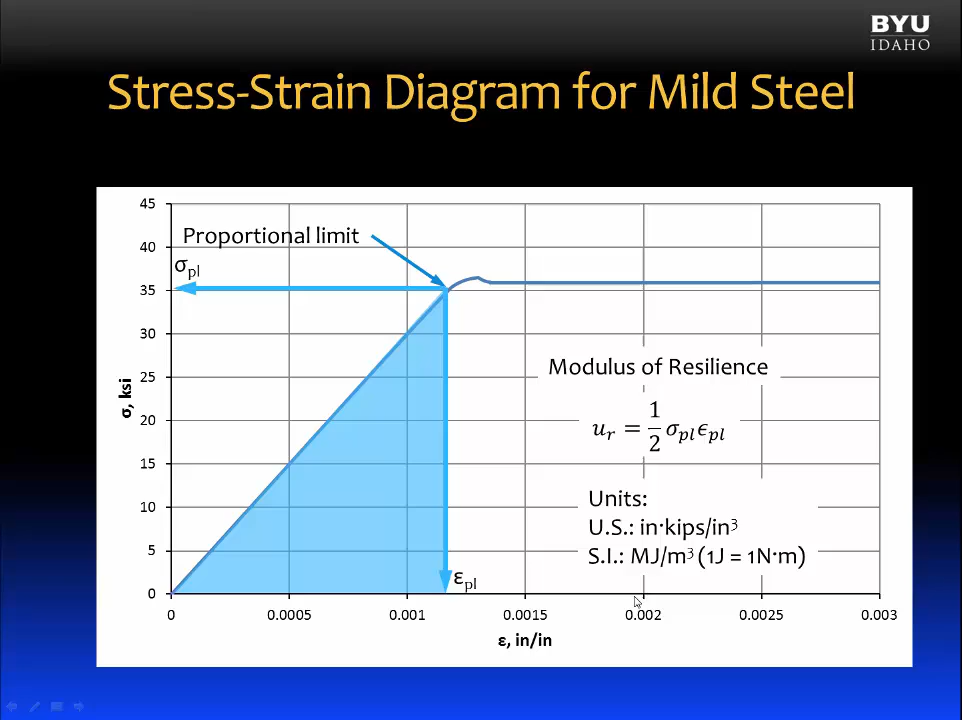 BYU
IDAHO
Stress-Strain Diagram for Mild Steel
45
40
35
30
25
20
15
10
5
0
σ, ksi
Proportional limit
σpl
εpl
Modulus of Resilience
𝑢𝑟 = 1/2 𝜎𝑝𝑙𝜖𝑝𝑙
Units:
U.S.: in·kips/in³
S.I.: MJ/m³ (1J = 1N·m)
0 0.0005 0.001 0.0015 0.002 0.0025 0.003
ε, in/in